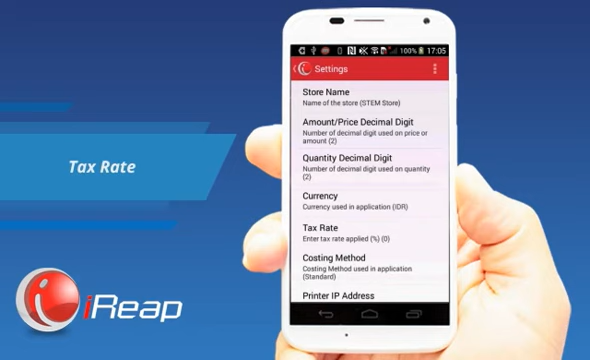 100% 17:05
Settings
Store Name
Name of the store (STEM Store)
Amount/Price Decimal Digit
Number of decimal digit used on price or
amount (2)
Quantity Decimal Digit
Number of decimal digit used on quantity
(2)
Currency
Currency used in application (IDR)
Tax Rate
Enter tax rate applied (%) (0)
Costing Method
Costing Method used in application
(Standard)
Printer IP Address
Tax Rate
iReap